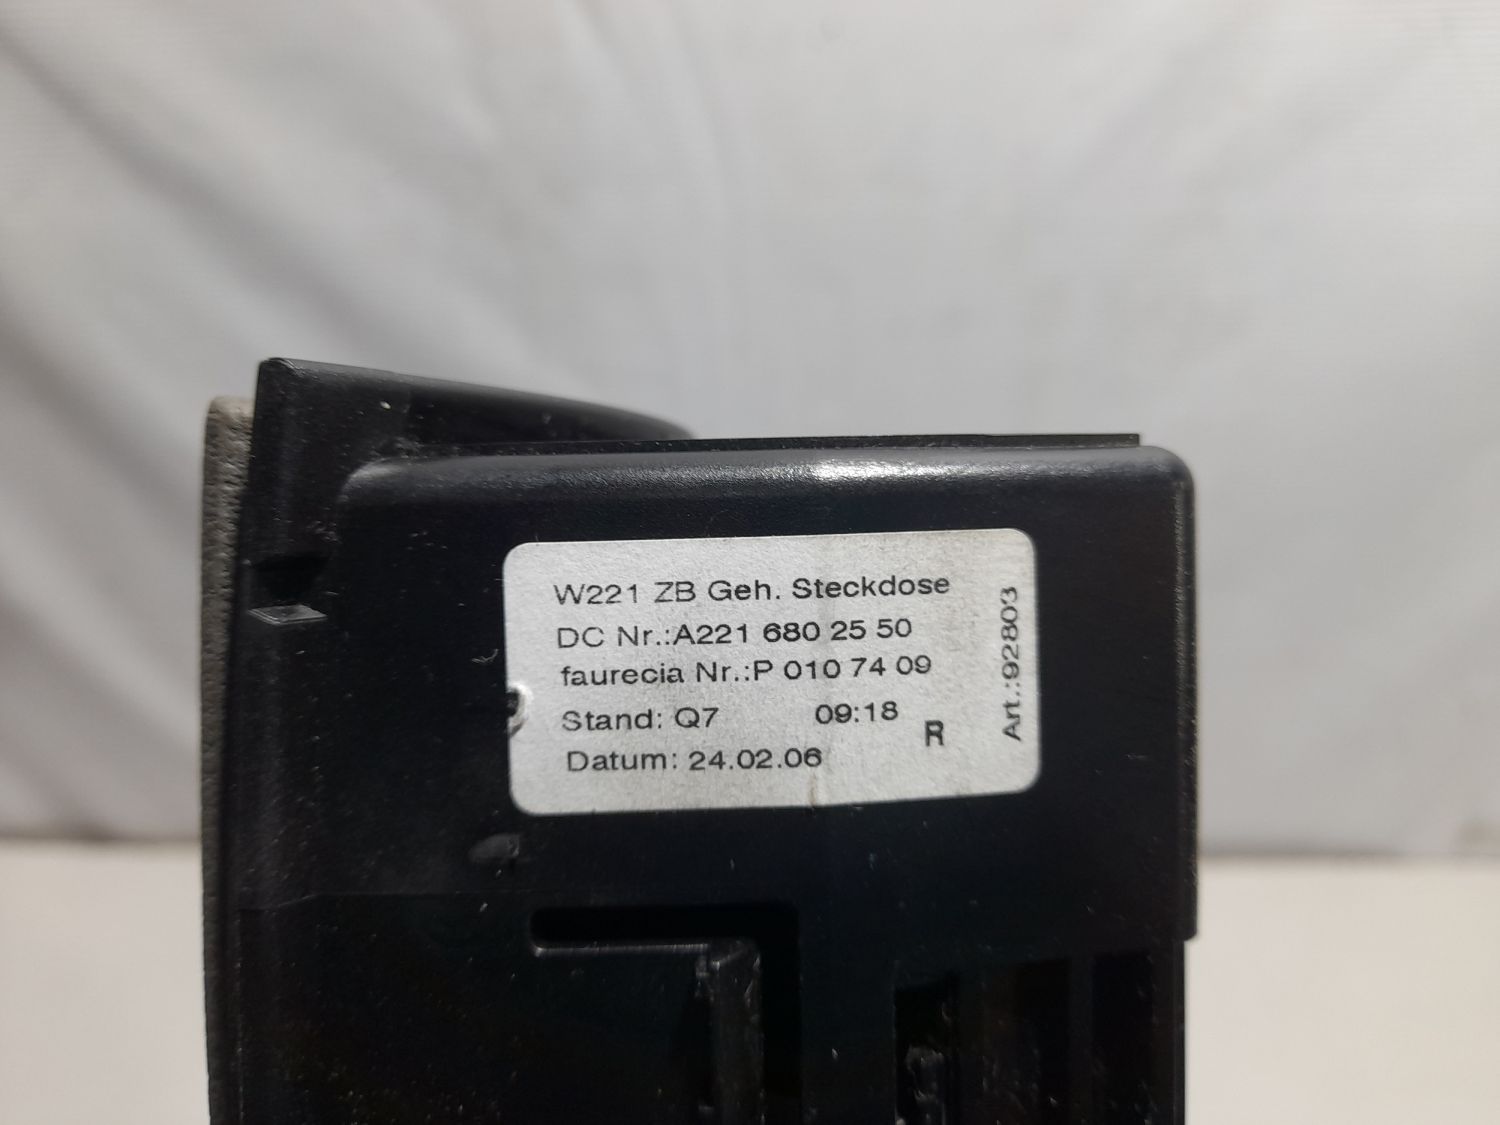 W221 ZB Geh. Steckdose
DC Nr.:A221 680 25 50
faurecia Nr.:P 010 74 09
Stand: Q7 09:18
R
Datum: 24.02.06
Art.:92803